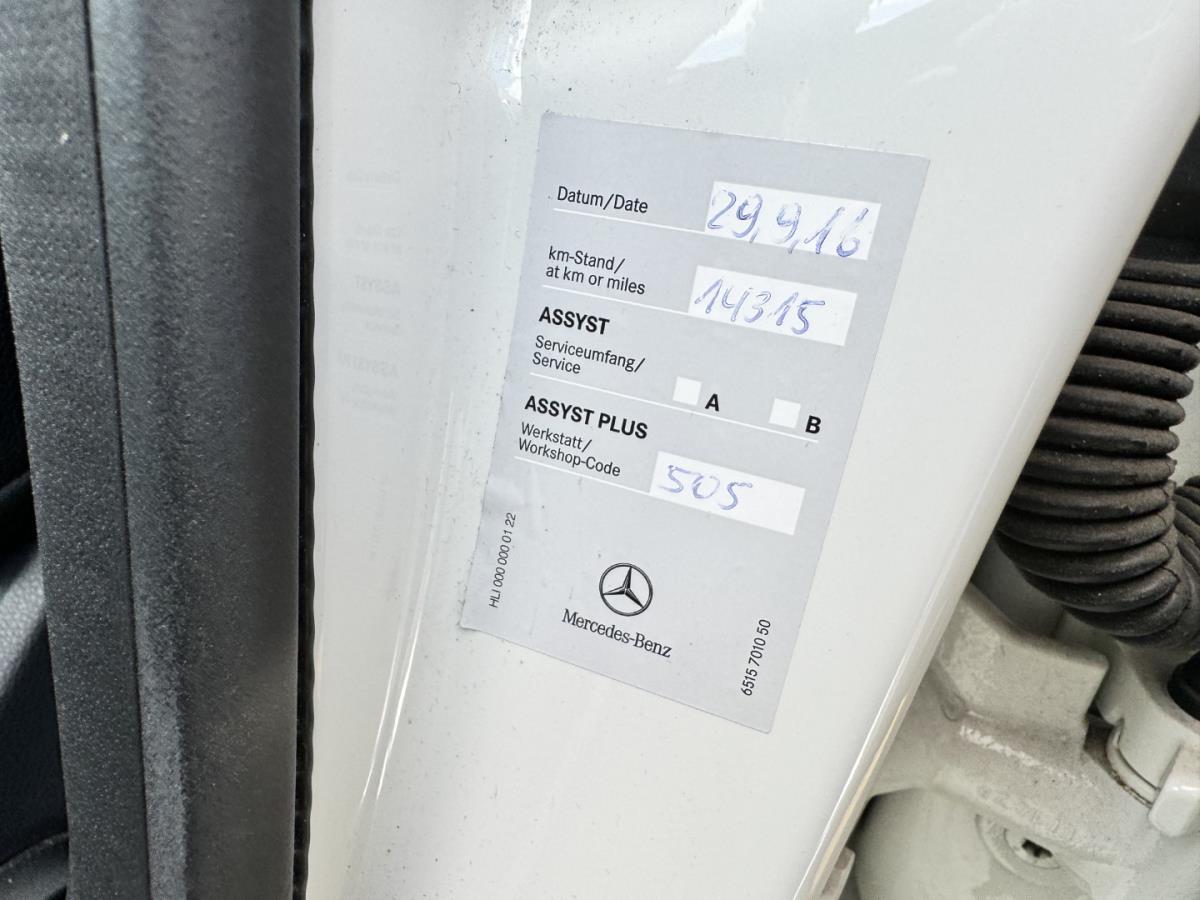 Datum/Date 29.9.16
km-Stand/
at km or miles 14315
ASSYST
Serviceumfang/
Service A B
ASSYST PLUS
Werkstatt/
Workshop-Code 505
HLI 000 000 01 22
Mercedes-Benz
6515 7010 50